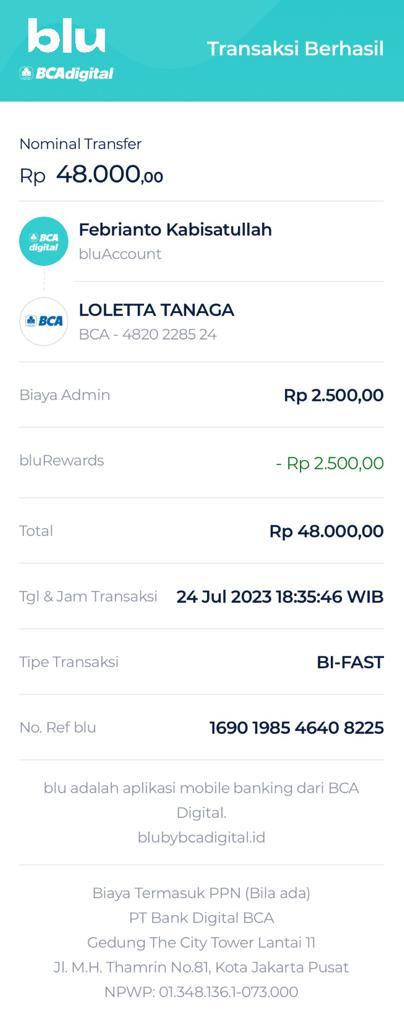 blu
BCAdigital
Transaksi Berhasil
Nominal Transfer
Rp 48.000,00
BCA digital
Febrianto Kabisatullah
bluAccount
BCA
LOLETTA TANAGA
BCA - 4820 2285 24
Biaya Admin Rp 2.500,00
bluRewards - Rp 2.500,00
Total Rp 48.000,00
Tgl & Jam Transaksi 24 Jul 2023 18:35:46 WIB
Tipe Transaksi BI-FAST
No. Ref blu 1690 1985 4640 8225
blu adalah aplikasi mobile banking dari BCA
Digital.
blubybcadigital.id
Biaya Termasuk PPN (Bila ada)
PT Bank Digital BCA
Gedung The City Tower Lantai 11
Jl. M.H. Thamrin No.81, Kota Jakarta Pusat
NPWP: 01.348.136.1-073.000